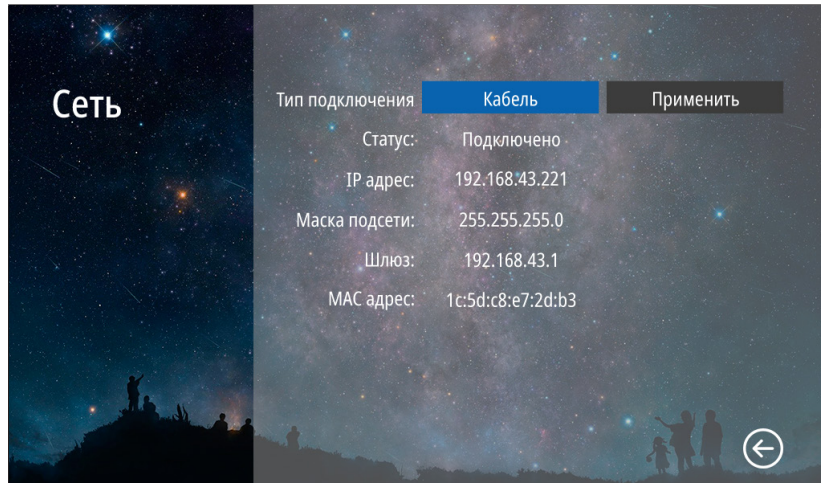 Сеть
Тип подключения Кабель Применить
Статус: Подключено
IP адрес: 192.168.43.221
Маска подсети: 255.255.255.0
Шлюз: 192.168.43.1
MAC адрес: 1c:5d:c8:e7:2d:b3